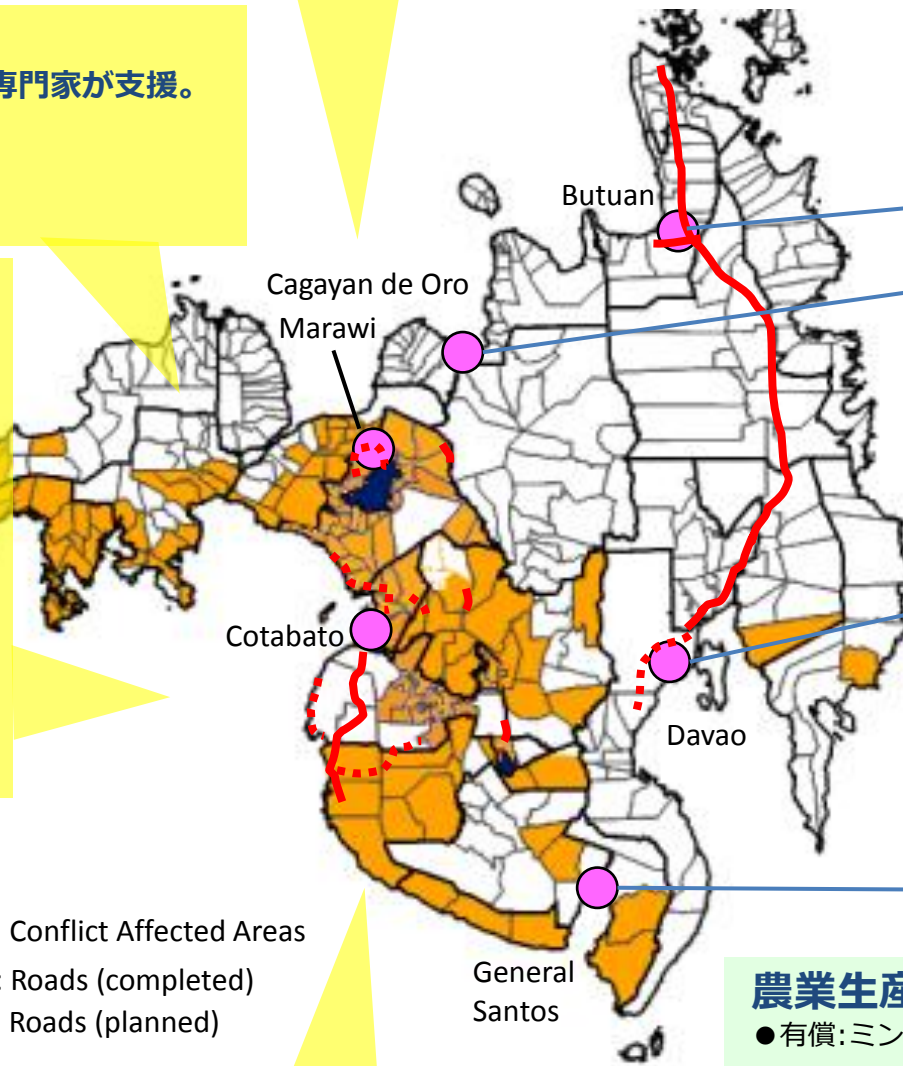 専門家が支援。
Butuan
Cagayan de Oro
Marawi
Cotabato
Davao
Conflict Affected Areas
: Roads (completed)
Roads (planned)
General
Santos
農業生産
●有償:ミン